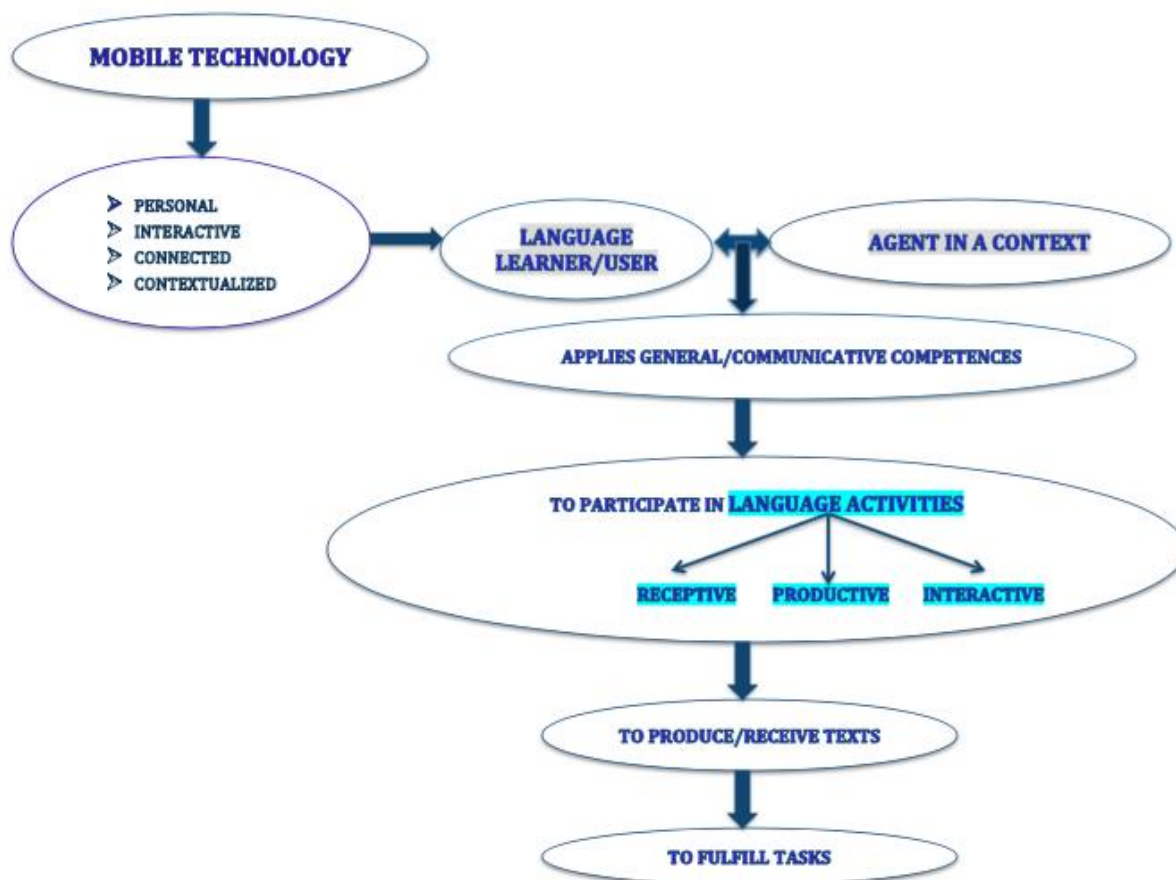 MOBILE TECHNOLOGY
PERSONAL
INTERACTIVE
CONNECTED
CONTEXTUALIZED
LANGUAGE
LEARNER/USER
AGENT IN A CONTEXT
APPLIES GENERAL/COMMUNICATIVE COMPETENCES
TO PARTICIPATE IN LANGUAGE ACTIVITIES
RECEPTIVE PRODUCTIVE INTERACTIVE
TO PRODUCE/RECEIVE TEXTS
TO FULFILL TASKS